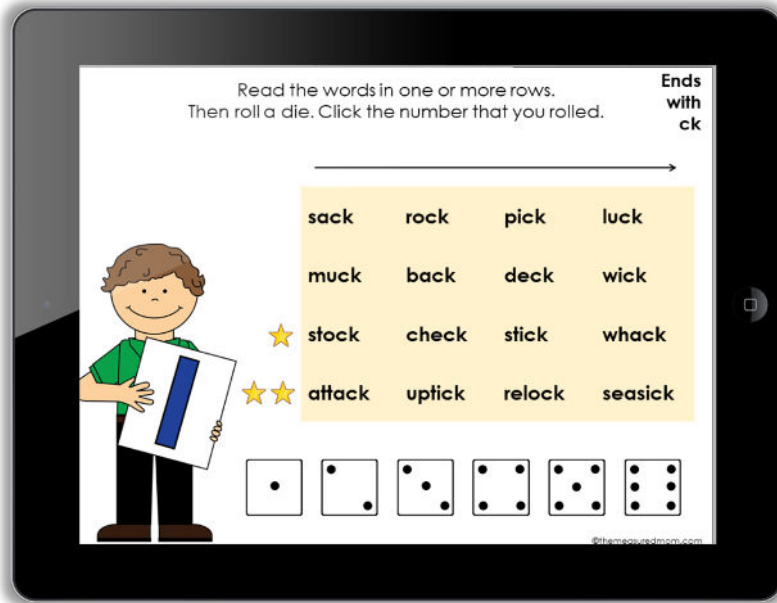 Read the words in one or more rows.
Then roll a die. Click the number that you rolled.
Ends
with
ck
sack rock pick luck
muck back deck wick
stock check stick whack
attack uptick relock seasick
©themeasuredmom.com